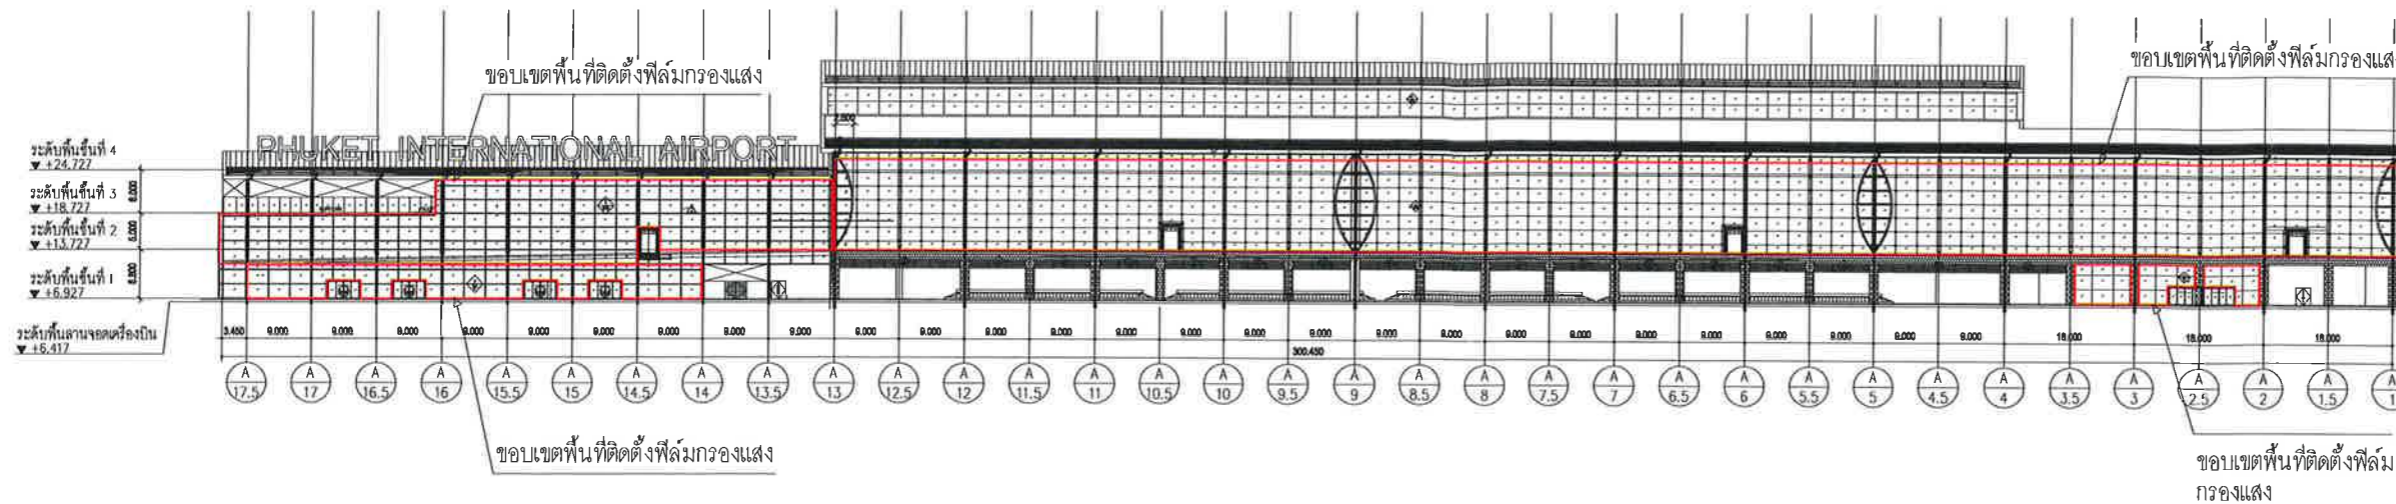 ขอบเขตพื้นที่ติดตั้งฟิล์มกรองแสง
ขอบเขตพื้นที่ติดตั้งฟิล์มกรองแสง
PHUKET INTERNATIONAL AIRPORT
2.500
ระดับพื้นชั้นที่ 4
+24.727
6.000
ระดับพื้นชั้นที่ 3
+18.727
5.000
ระดับพื้นชั้นที่ 2
+13.727
6.800
ระดับพื้นชั้นที่ 1
+6.927
ระดับพื้นลานจอดเครื่องบิน
+6.417
3.450 9.000 9.000 9.000 9.000 9.000 9.000 9.000 9.000 9.000 9.000 9.000 9.000 9.000 9.000 9.000 9.000 9.000 9.000 9.000 9.000 9.000 9.000 9.000 9.000 9.000 9.000 18.000 18.000 18.000
300.450
A A A A A A A A A A A A A A A A A A A A A A A A A A A A A A A A A A
17.5 17 16.5 16 15.5 15 14.5 14 13.5 13 12.5 12 11.5 11 10.5 10 9.5 9 8.5 8 7.5 7 6.5 6 5.5 5 4.5 4 3.5 3 2.5 2 1.5 1
ขอบเขตพื้นที่ติดตั้งฟิล์มกรองแสง
ขอบเขตพื้นที่ติดตั้งฟิล์ม
กรองแสง